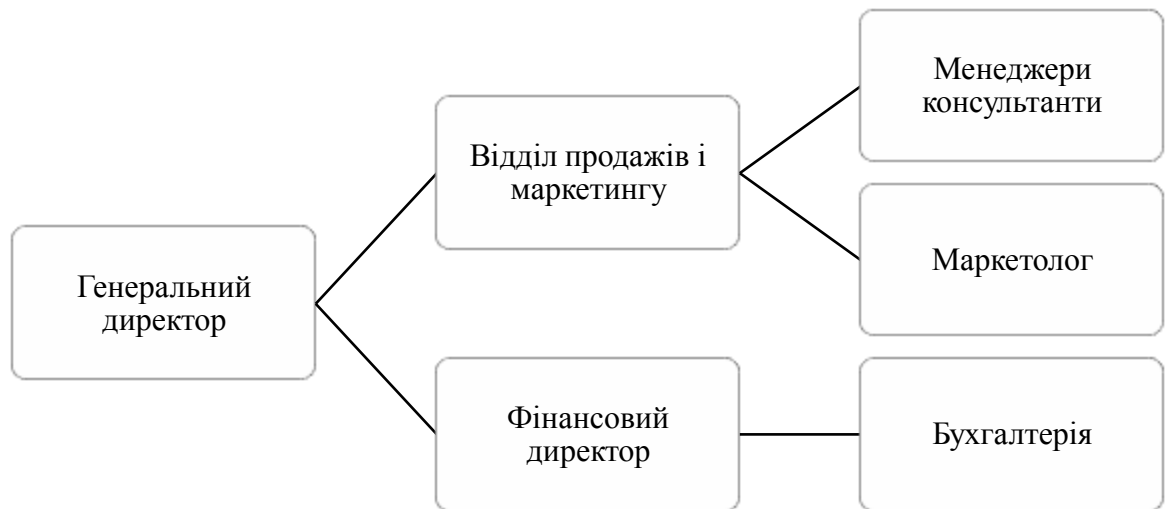 Генеральний
директор
Відділ продажів і
маркетингу
Менеджери
консультанти
Маркетолог
Фінансовий
директор
Бухгалтерія